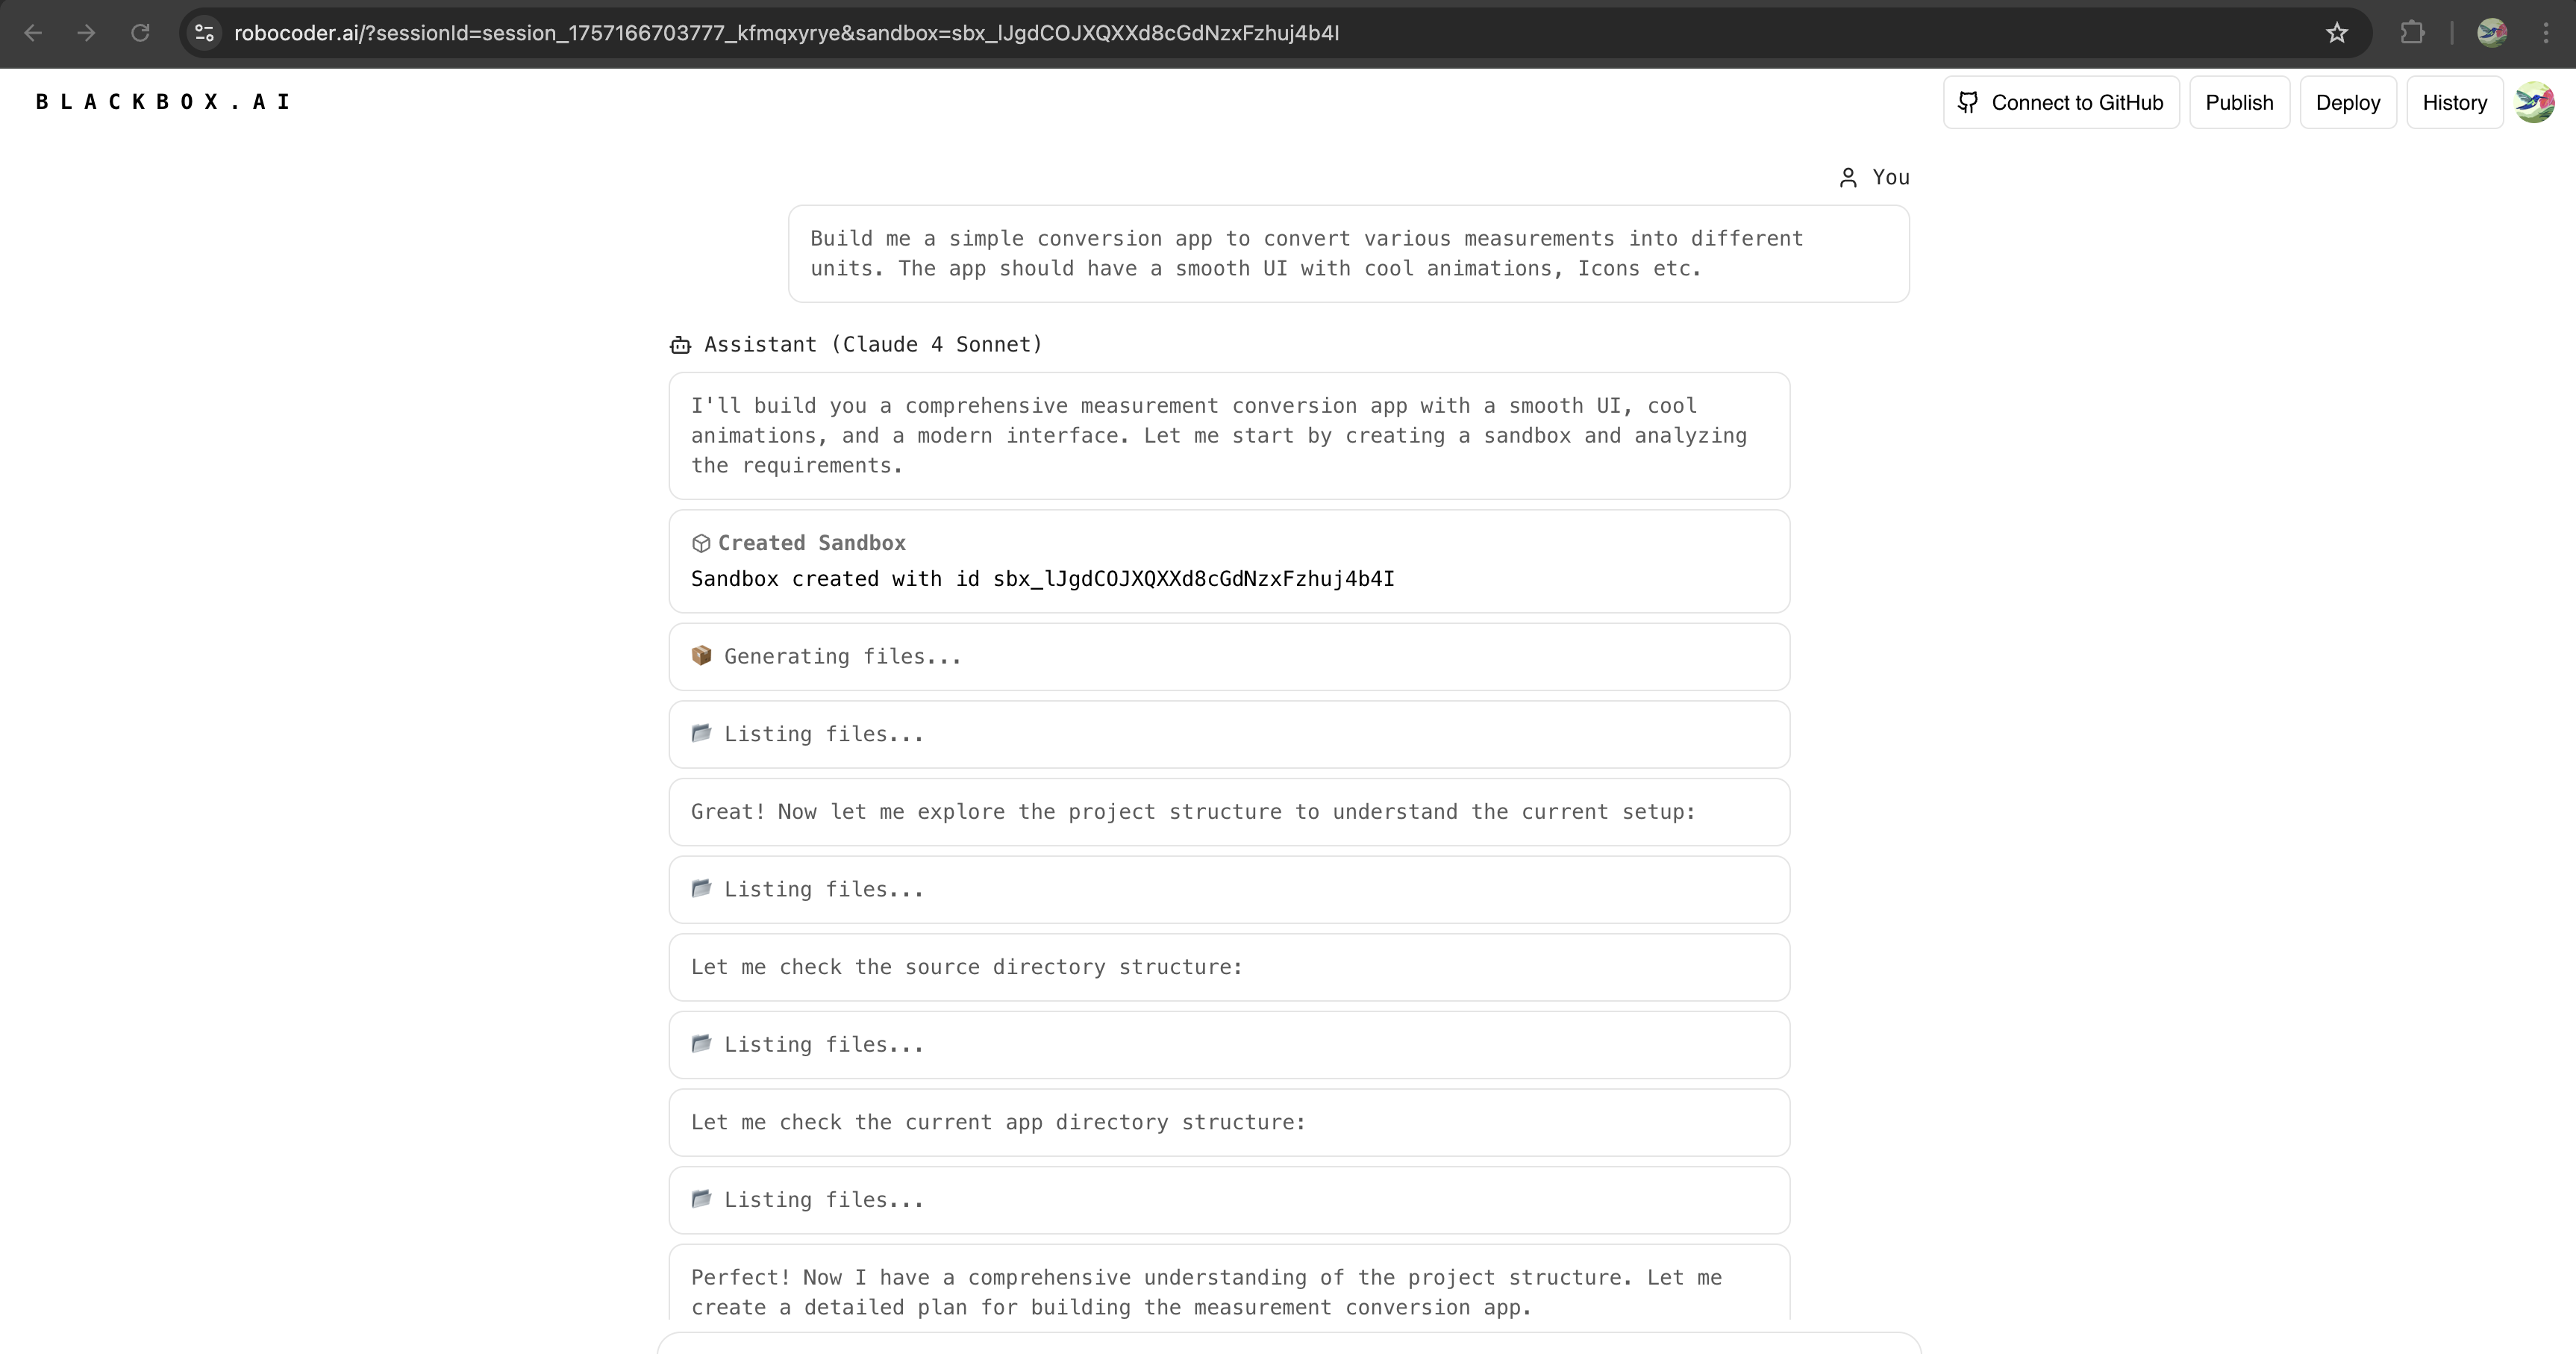 robocoder.ai/?sessionId=session_1757166703777_kfmqxyrye&sandbox=sbx_lJgdCOJXQXXd8cGdNzxFzhuj4b4I
BLACKBOX.AI
Connect to GitHub
Publish
Deploy
History
You
Build me a simple conversion app to convert various measurements into different
units. The app should have a smooth UI with cool animations, Icons etc.
Assistant (Claude 4 Sonnet)
I'll build you a comprehensive measurement conversion app with a smooth UI, cool
animations, and a modern interface. Let me start by creating a sandbox and analyzing
the requirements.
Created Sandbox
Sandbox created with id sbx_lJgdCOJXQXXd8cGdNzxFzhuj4b4I
📦 Generating files...
📂 Listing files...
Great! Now let me explore the project structure to understand the current setup:
📂 Listing files...
Let me check the source directory structure:
📂 Listing files...
Let me check the current app directory structure:
📂 Listing files...
Perfect! Now I have a comprehensive understanding of the project structure. Let me
create a detailed plan for building the measurement conversion app.